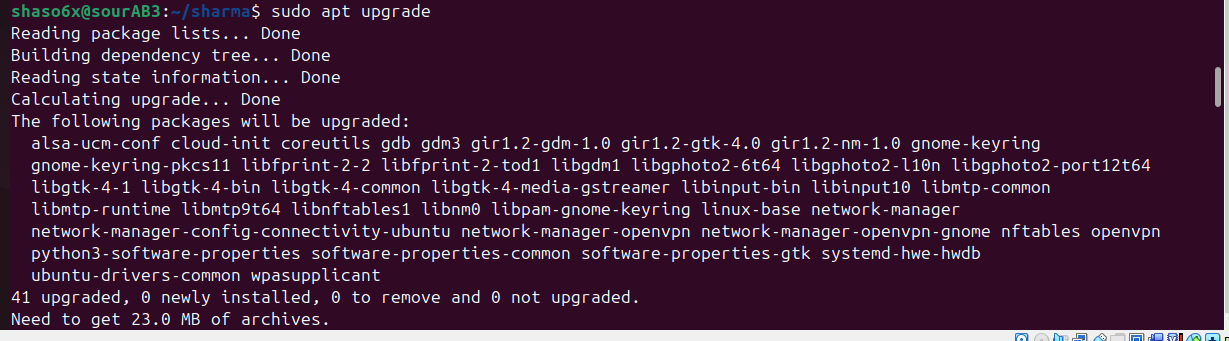 shaso6x@sourAB3:~/sharma$ sudo apt upgrade
Reading package lists... Done
Building dependency tree... Done
Reading state information... Done
Calculating upgrade... Done
The following packages will be upgraded:
  alsa-ucm-conf cloud-init coreutils gdb gdm3 gir1.2-gdm-1.0 gir1.2-gtk-4.0 gir1.2-nm-1.0 gnome-keyring
  gnome-keyring-pkcs11 libfprint-2-2 libfprint-2-tod1 libgdm1 libgphoto2-6t64 libgphoto2-l10n libgphoto2-port12t64
  libgtk-4-1 libgtk-4-bin libgtk-4-common libgtk-4-media-gstreamer libinput-bin libinput10 libmtp-common
  libmtp-runtime libmtp9t64 libnftables1 libnm0 libpam-gnome-keyring linux-base network-manager
  network-manager-config-connectivity-ubuntu network-manager-openvpn network-manager-openvpn-gnome nftables openvpn
  python3-software-properties software-properties-common software-properties-gtk systemd-hwe-hwdb
  ubuntu-drivers-common wpasupplicant
41 upgraded, 0 newly installed, 0 to remove and 0 not upgraded.
Need to get 23.0 MB of archives.